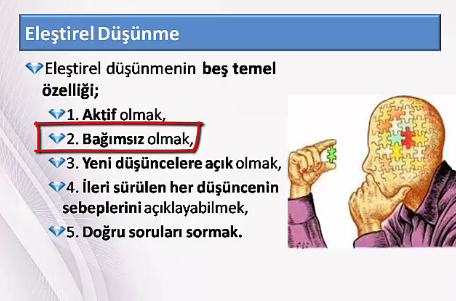 Eleştirel Düşünme
Eleştirel düşünmenin beş temel
özelliği;
1. Aktif olmak,
2. Bağımsız olmak,
3. Yeni düşüncelere açık olmak,
4. İleri sürülen her düşüncenin
sebeplerini açıklayabilmek,
5. Doğru soruları sormak.